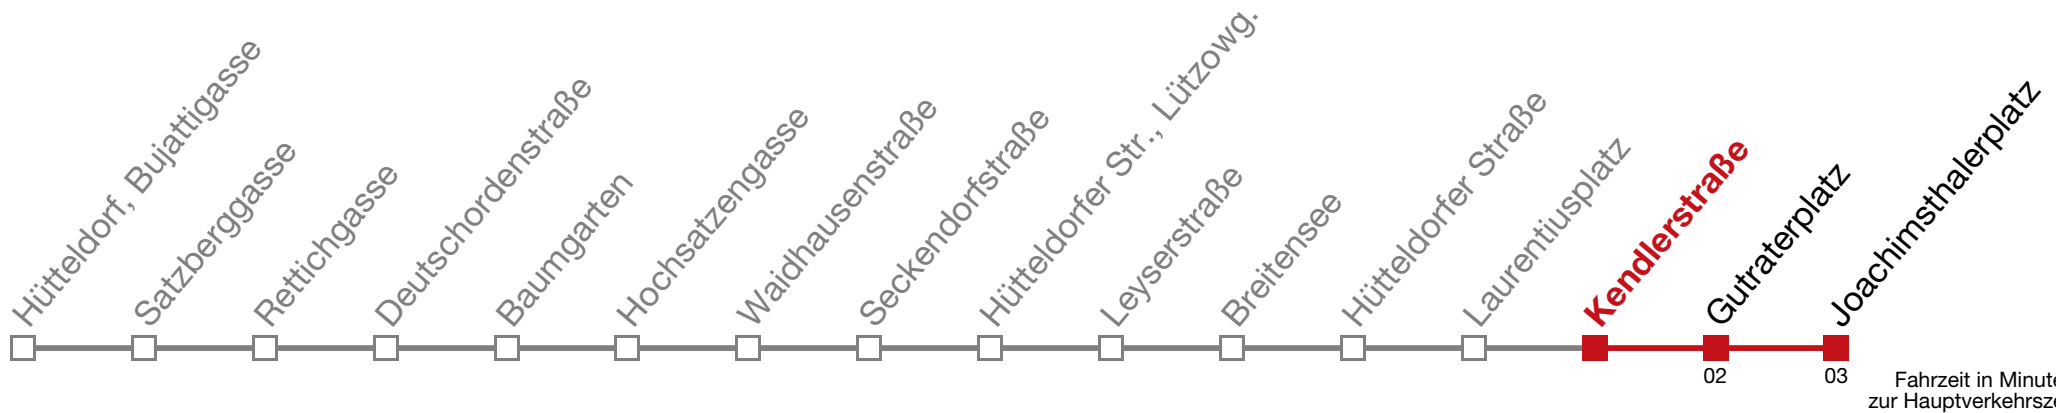 Hütteldorf, Bujattigasse
Satzberggasse
Rettichgasse
Deutschordenstraße
Baumgarten
Hochsatzengasse
Waidhausenstraße
Seckendorfstraße
Hütteldorfer Str., Lützowg.
Leyserstraße
Breitensee
Hütteldorfer Straße
Laurentiusplatz
Kendlerstraße
Gutraterplatz
Joachimsthalerplatz
02
03
Fahrzeit in Minute
zur Hauptverkehrsze